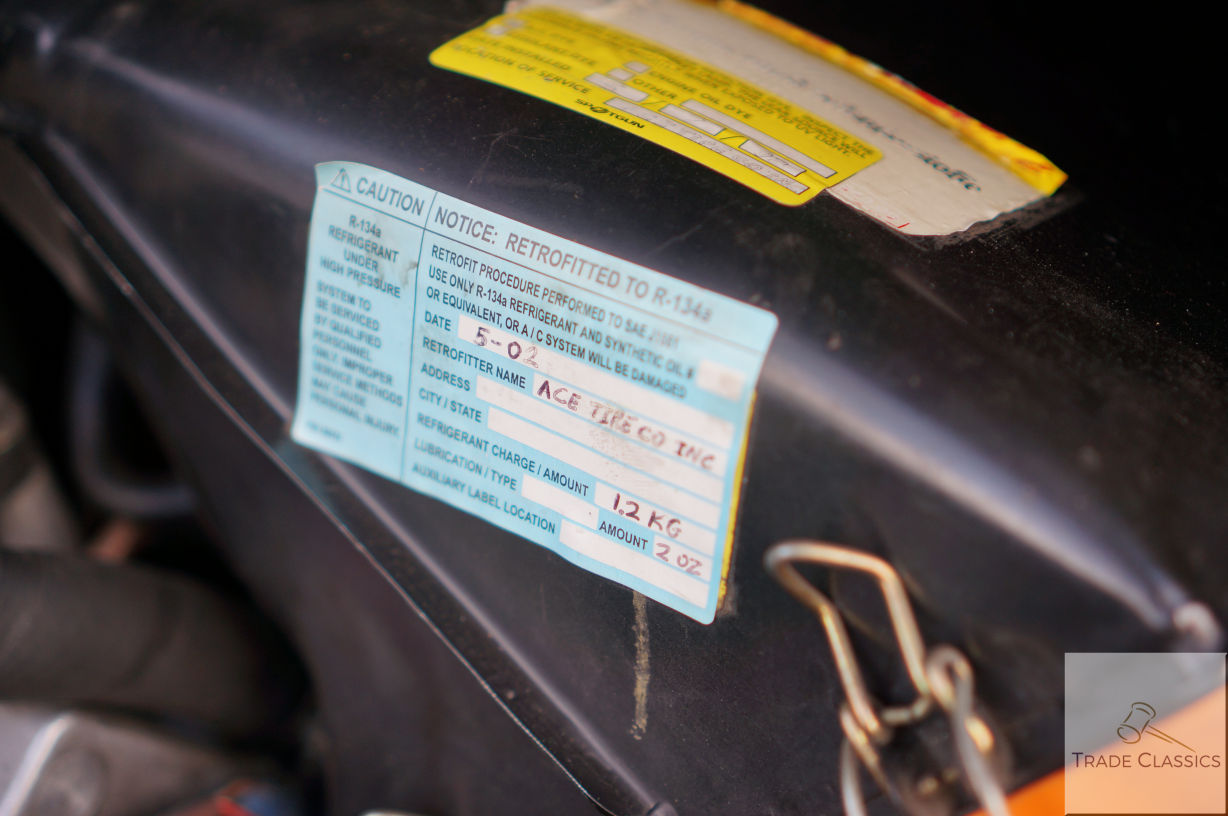 ENGINE OIL DYE
OTHER
LOCATION OF SERVICE
SPOTGUN
CAUTION
R-134a
REFRIGERANT
UNDER
HIGH PRESSURE
SYSTEM TO
BE SERVICED
BY QUALIFIED
PERSONNEL.
ONLY. IMPROPER
SERVICE METHODS
MAY CAUSE
PERSONAL INJURY.
NOTICE: RETROFITTED TO R-134a
RETROFIT PROCEDURE PERFORMED TO SAE J1661
USE ONLY R-134a REFRIGERANT AND SYNTHETIC OIL #
OR EQUIVALENT, OR A / C SYSTEM WILL BE DAMAGED
DATE 5-02
RETROFITTER NAME ACE TIRE CO INC
ADDRESS
CITY / STATE
REFRIGERANT CHARGE / AMOUNT 1.2 KG
LUBRICATION / TYPE AMOUNT 2 OZ
AUXILIARY LABEL LOCATION
TRADE CLASSICS